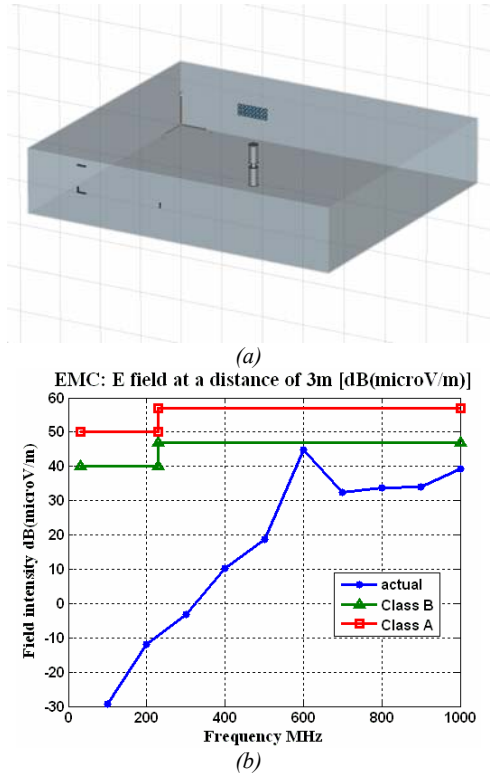 (a)
EMC: E field at a distance of 3m [dB(microV/m)]
60
50
40
30
20
10
0
-10
-20
-30
Field intensity dB(microV/m)
actual
Class B
Class A
0
200
400
600
800
1000
Frequency MHz
(b)